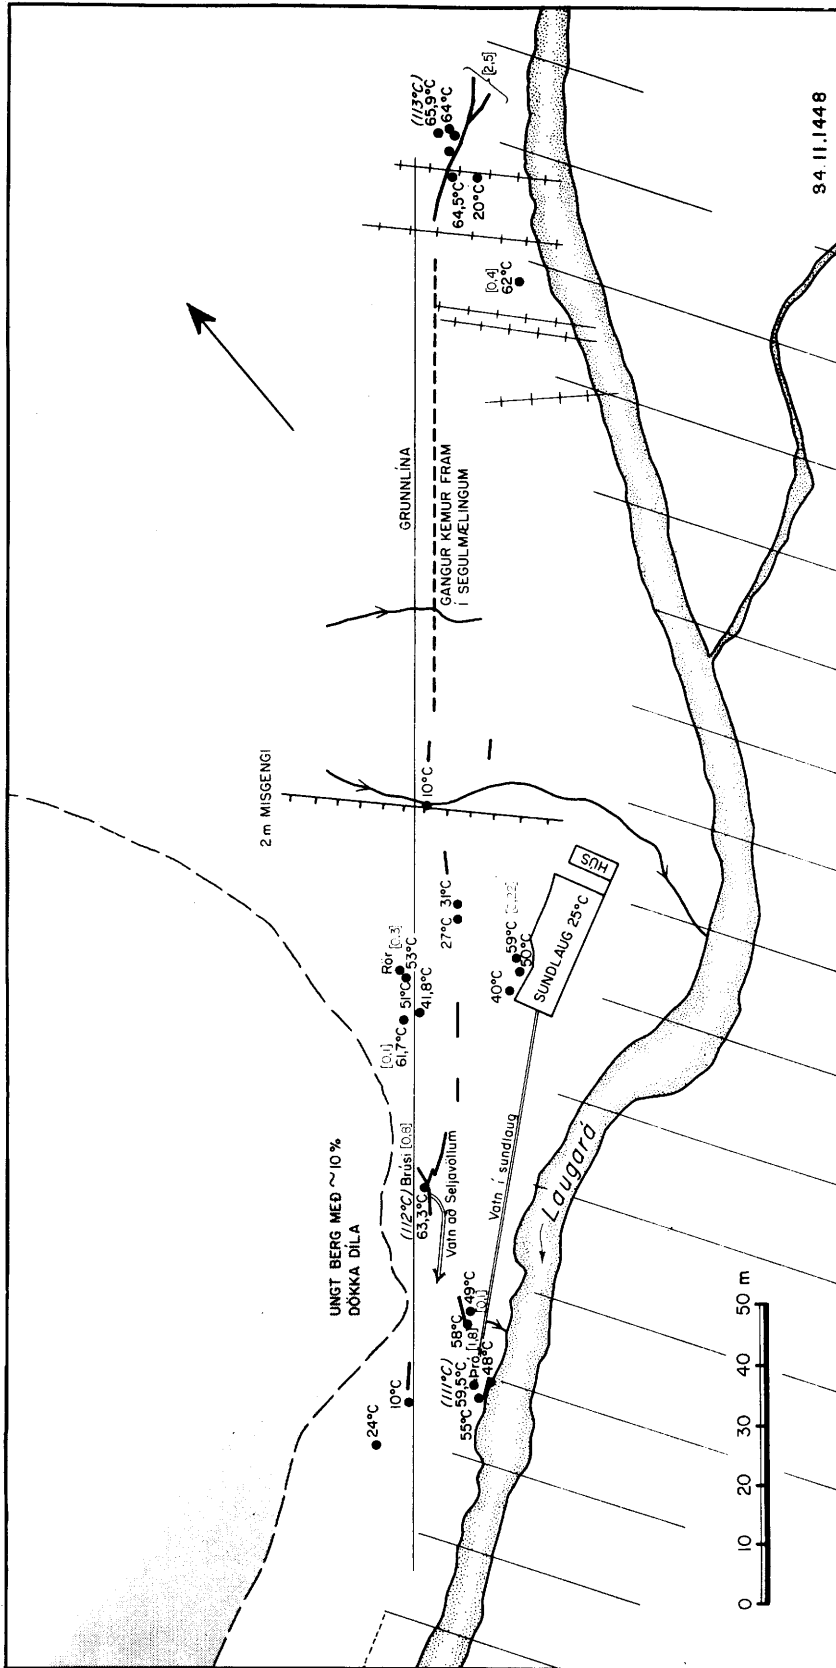 UNGT BERG MEÐ ~10 %
DÖKKA DÍLA
2 m MISGENGI
GRUNNLÍNA
GANGUR KEMUR FRAM
Í SEGULMÆLINGUM
24°C
10°C
(111°C)
55°C
59,5°C
Þró [1,8]
48°C
58°C
49°C
[0,1]
(112°C) Brúsi [0,8]
63,3°C
Vatn að Seljavöllum
Vatn í sundlaug
[0,1]
61,7°C
Rör [0,3]
51°C
53°C
41,8°C
27°C
31°C
10°C
40°C
59°C
50°C
SUNDLAUG 25°C
HÚS
[0,4]
62°C
(113°C)
65,9°C
64°C
64,5°C
20°C
[2,5]
Laugará
0 10 20 30 40 50 m
34.11.1448